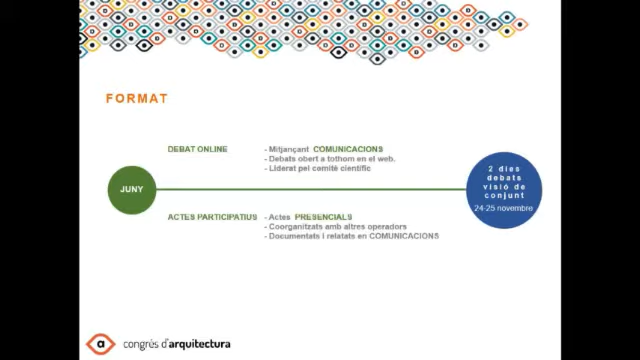 FORMAT
DEBAT ONLINE
- Mitjançant COMUNICACIONS
- Debats obert a tothom en el web.
- Liderat pel comitè científic
JUNY
2 dies
debats
visió de
conjunt
24-25 novembre
ACTES PARTICIPATIUS
- Actes PRESENCIALS
- Coorganitzats amb altres operadors
- Documentats i relatats en COMUNICACIONS
a
congrés d'arquitectura